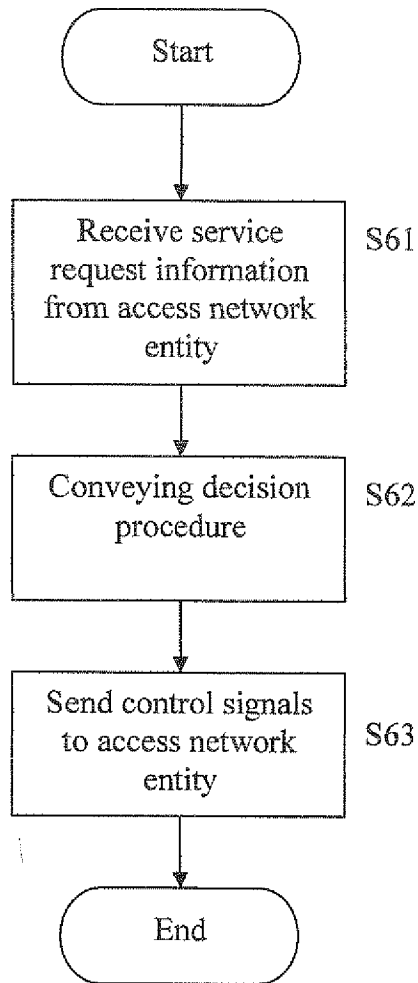 Start
Receive service
request information
from access network
entity
S61
Conveying decision
procedure
S62
Send control signals
to access network
entity
S63
End